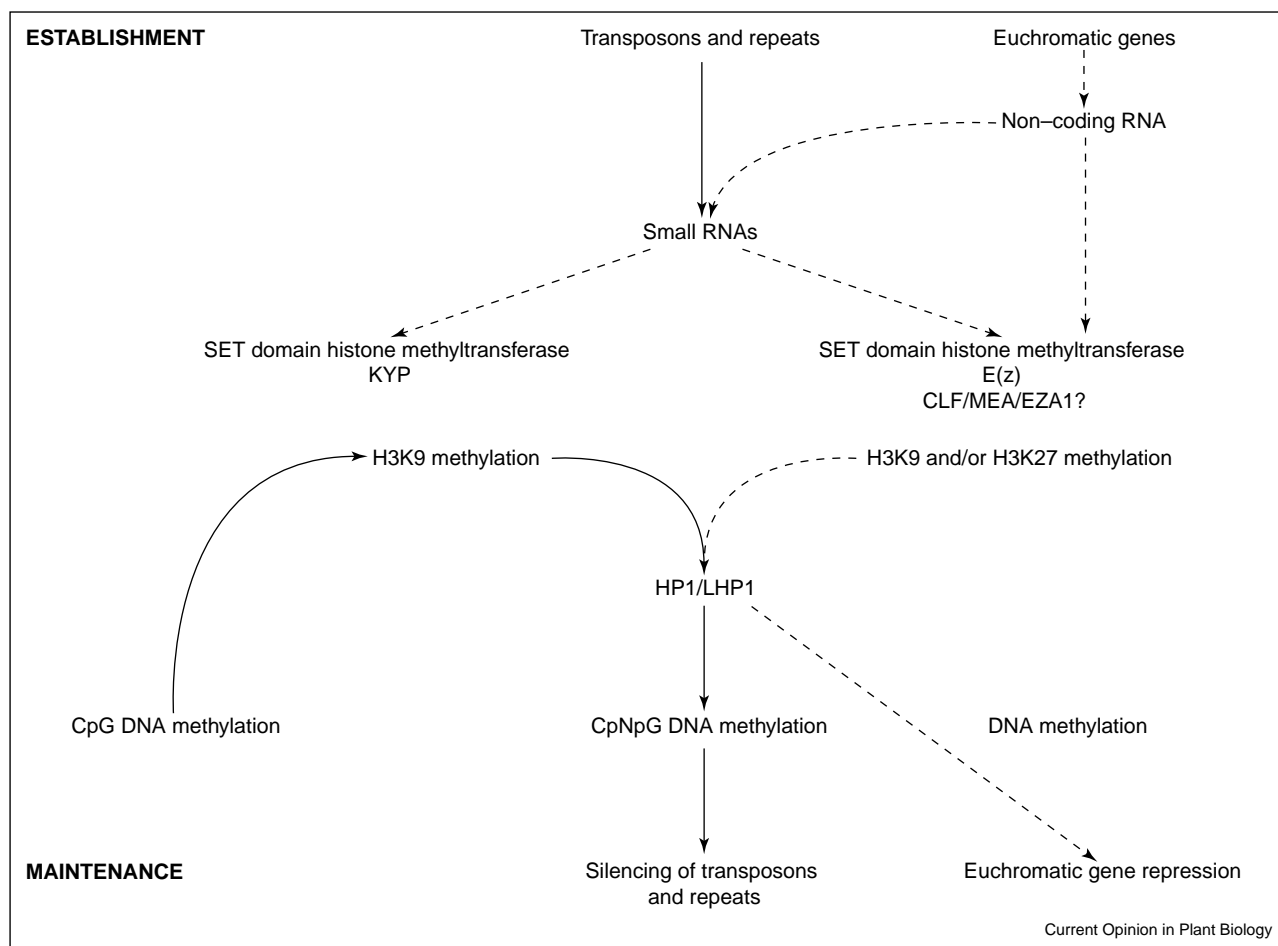 ESTABLISHMENT
Transposons and repeats
Euchromatic genes
Non–coding RNA
Small RNAs
SET domain histone methyltransferase
KYP
SET domain histone methyltransferase
E(z)
CLF/MEA/EZA1?
H3K9 methylation
H3K9 and/or H3K27 methylation
HP1/LHP1
CpG DNA methylation
CpNpG DNA methylation
DNA methylation
MAINTENANCE
Silencing of transposons
and repeats
Euchromatic gene repression
Current Opinion in Plant Biology